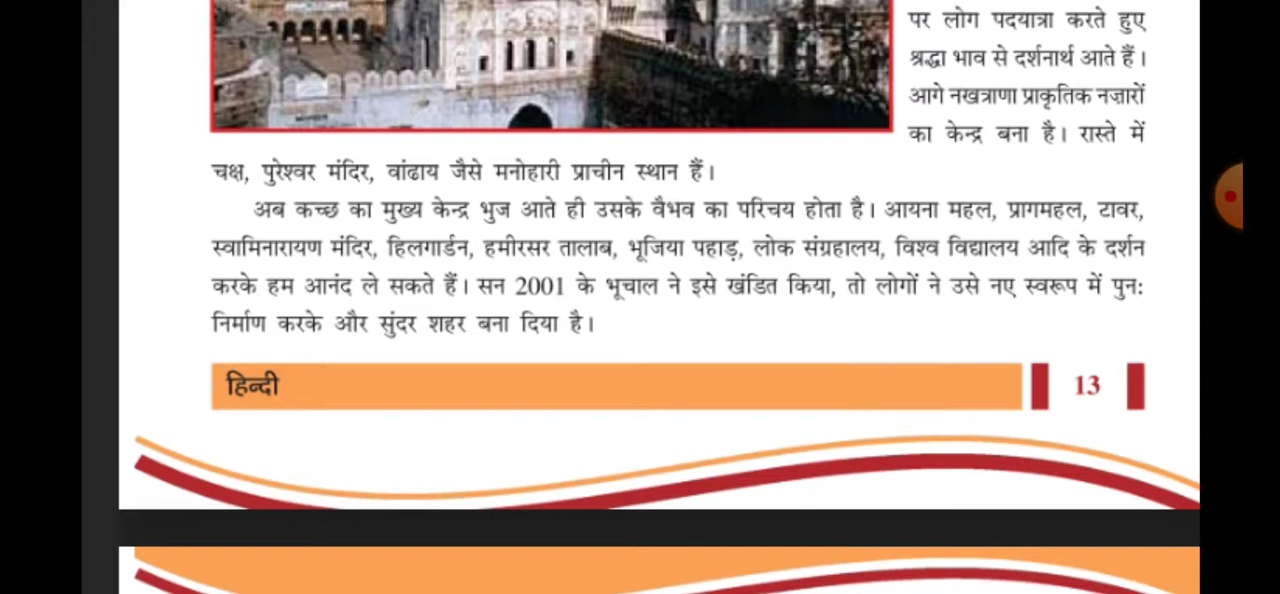 पर लोग पदयात्रा करते हुए
श्रद्धा भाव से दर्शनार्थ आते हैं।
आगे नखत्राणा प्राकृतिक नज़ारों
का केन्द्र बना है। रास्ते में
चक्ष, पुरेश्वर मंदिर, वांढाय जैसे मनोहारी प्राचीन स्थान हैं।
अब कच्छ का मुख्य केन्द्र भुज आते ही उसके वैभव का परिचय होता है। आयना महल, प्रागमहल, टावर,
स्वामिनारायण मंदिर, हिलगार्डन, हमीरसर तालाब, भूजिया पहाड़, लोक संग्रहालय, विश्व विद्यालय आदि के दर्शन
करके हम आनंद ले सकते हैं। सन 2001 के भूचाल ने इसे खंडित किया, तो लोगों ने उसे नए स्वरूप में पुन:
निर्माण करके और सुंदर शहर बना दिया है।
हिन्दी 13